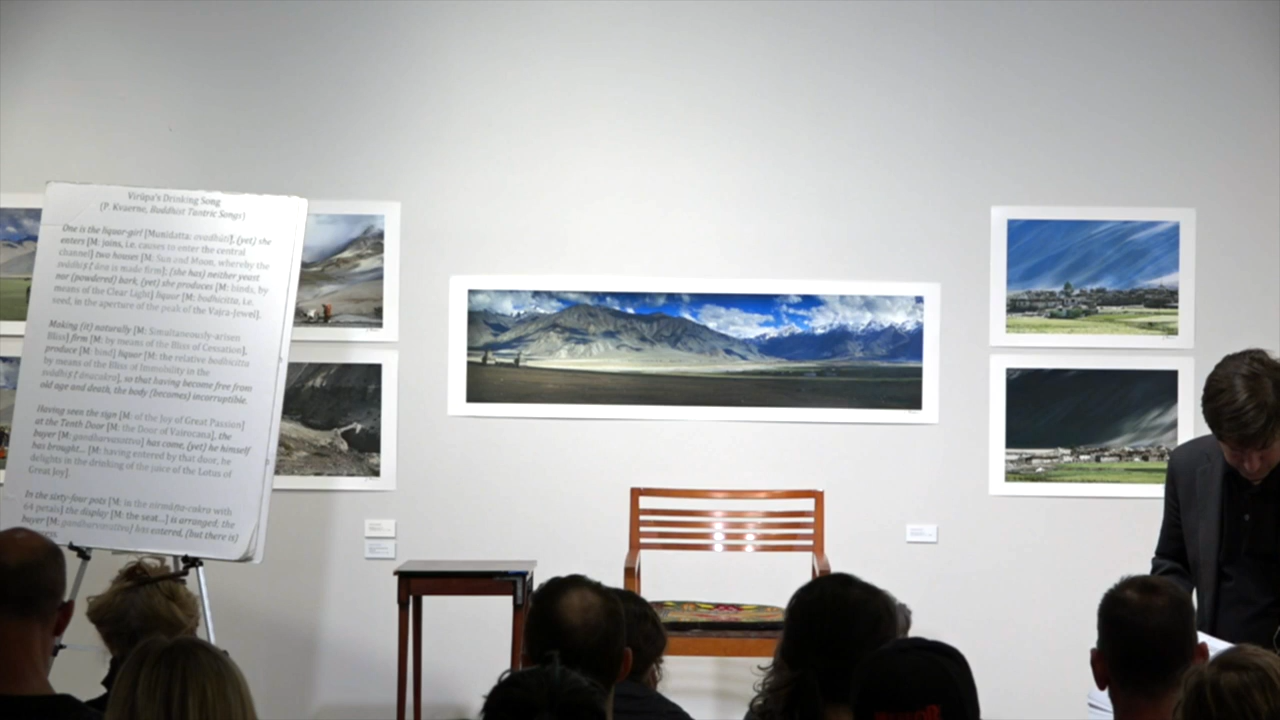 Virūpa's Drinking Song
(P. Kvaerne, Buddhist Tantric Songs)
One is the liquor-girl [Munidatta: avadhūti], (yet) she
enters [M: joins, i.e. causes to enter the central
channel] two houses [M: Sun and Moon, whereby the
is made firm]; (she has) neither yeast
nor (powdered) bark, (yet) she produces [M: binds, by
means of the Clear Light] liquor [M: bodhicitta, i.e.
seed, in the aperture of the peak of the Vajra-Jewel].
Making (it) naturally [M: Simultaneously-arisen
Bliss] firm [M: by means of the Bliss of Cessation],
produce [M: bind] liquor [M: the relative bodhicitta
by means of the Bliss of Immobility in the
so that having become free from
old age and death, the body (becomes) incorruptible.
Having seen the sign [M: of the Joy of Great Passion]
at the Tenth Door [M: the Door of Vairocana], the
buyer [M: gandharvasattva] has come, (yet) he himself
has brought... [M: having entered by that door, he
delights in the drinking of the juice of the Lotus of
Great Joy].
In the sixty-four pots [M: in the nirmāṇa-cakra with
64 petals] the display [M: the seat...] is arranged; the
buyer [M: gandharvasattva] has entered, (but there is)